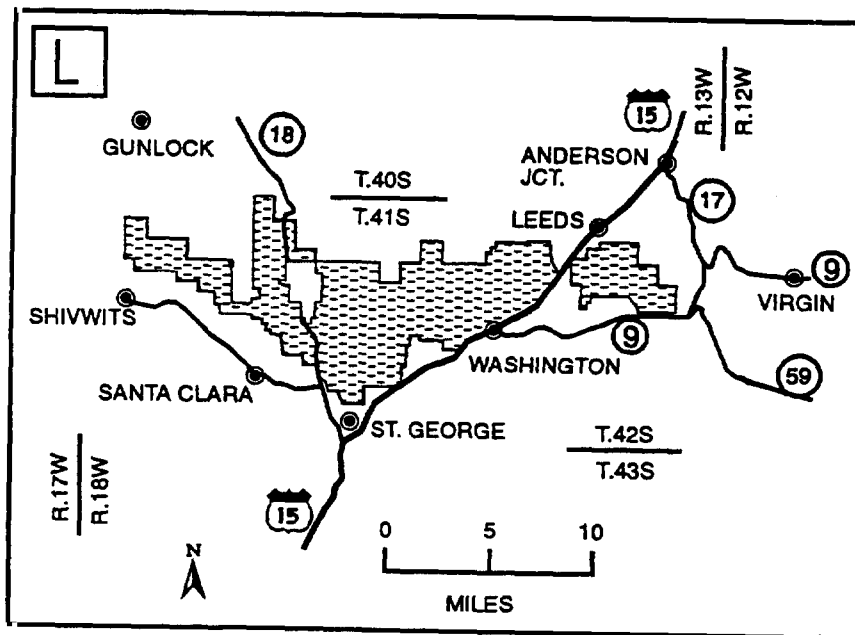 L
GUNLOCK
18
15
R.13W
R.12W
ANDERSON
JCT.
T.40S
T.41S
LEEDS
17
9
VIRGIN
SHIVWITS
WASHINGTON
9
SANTA CLARA
59
ST. GEORGE
T.42S
T.43S
R.17W
R.18W
15
0 5 10
N
MILES